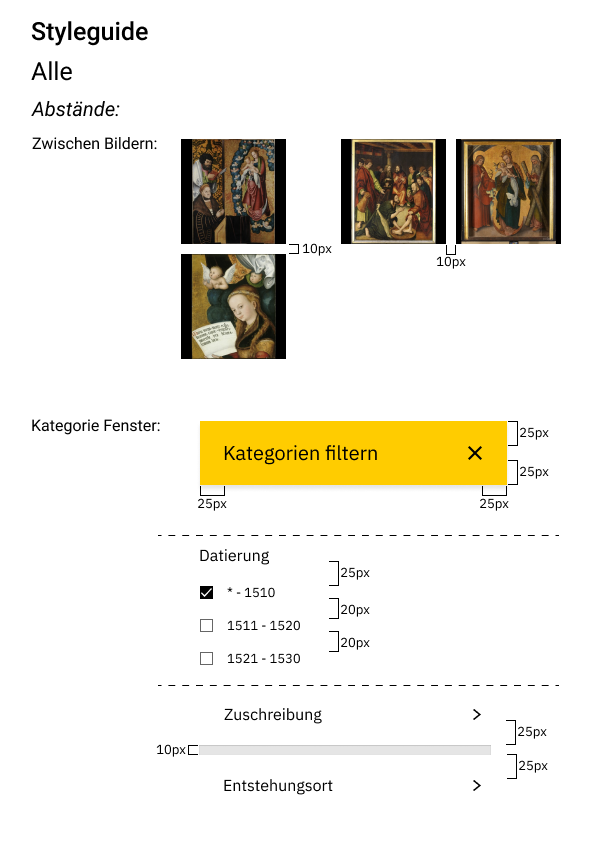 Styleguide
Alle
Abstände:
Zwischen Bildern:
10px
10px
Kategorie Fenster:
Kategorien filtern
25px
25px
25px
25px
Datierung
25px
* - 1510
20px
1511 - 1520
20px
1521 - 1530
Zuschreibung
25px
10px
25px
Entstehungsort